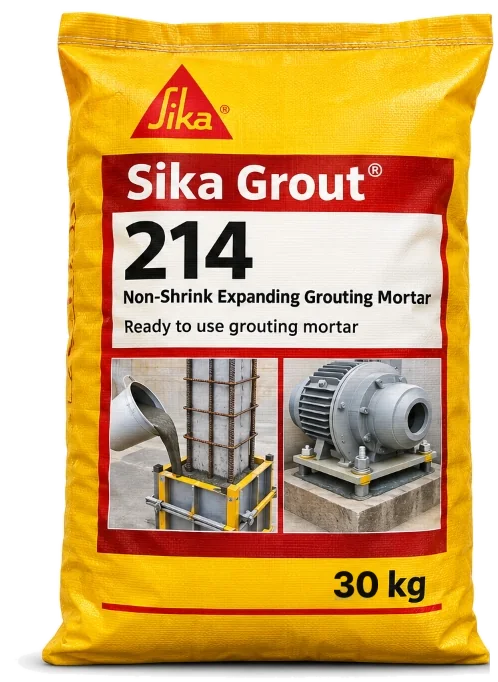 Sika®
Sika Grout®
214
Non-Shrink Expanding Grouting Mortar
Ready to use grouting mortar
30 kg